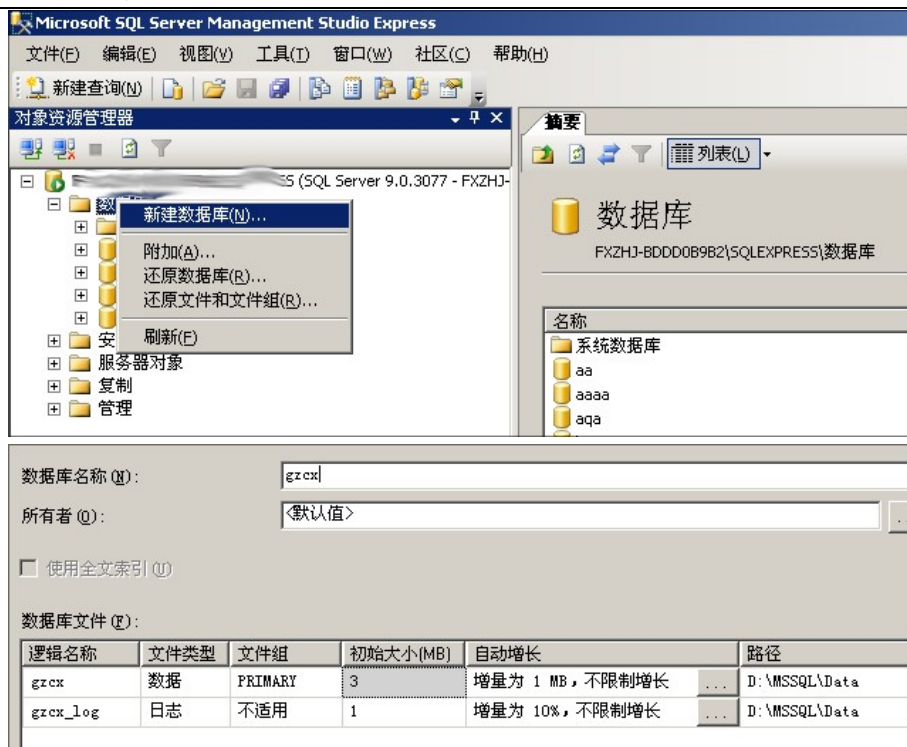 Microsoft SQL Server Management Studio Express
文件(F) 编辑(E) 视图(V) 工具(T) 窗口(W) 社区(C) 帮助(H)
新建查询(N)
对象资源管理器
摘要
列表(L)
(SQL Server 9.0.3077 - FXZHJ-
新建数据库(N)...
附加(A)...
还原数据库(R)...
还原文件和文件组(R)...
刷新(F)
安
服务器对象
复制
管理
数据库
FXZHJ-BDDD0B9B2\SQLEXPRESS\数据库
名称
系统数据库
aa
aaaa
aqa
数据库名称(N):
gzcx
所有者(O):
<默认值>
...
使用全文索引(U)
数据库文件(F):
逻辑名称 文件类型 文件组 初始大小(MB) 自动增长 路径
gzcx 数据 PRIMARY 3 增量为 1 MB，不限制增长 ... D:\MSSQL\Data
gzcx_log 日志 不适用 1 增量为 10%，不限制增长 ... D:\MSSQL\Data